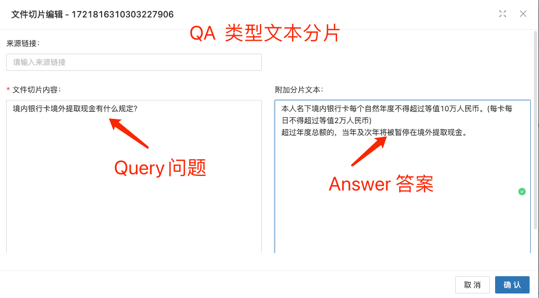 文件切片编辑 - 1721816310303227906
QA 类型文本分片
来源链接：
请输入来源链接
* 文件切片内容：
附加分片文本：
境内银行卡境外提取现金有什么规定?
本人名下境内银行卡每个自然年度不得超过等值10万人民币。(每卡每
日不得超过等值2万人民币)
超过年度总额的，当年及次年将被暂停在境外提取现金。
Query 问题
Answer 答案
取 消
确 认